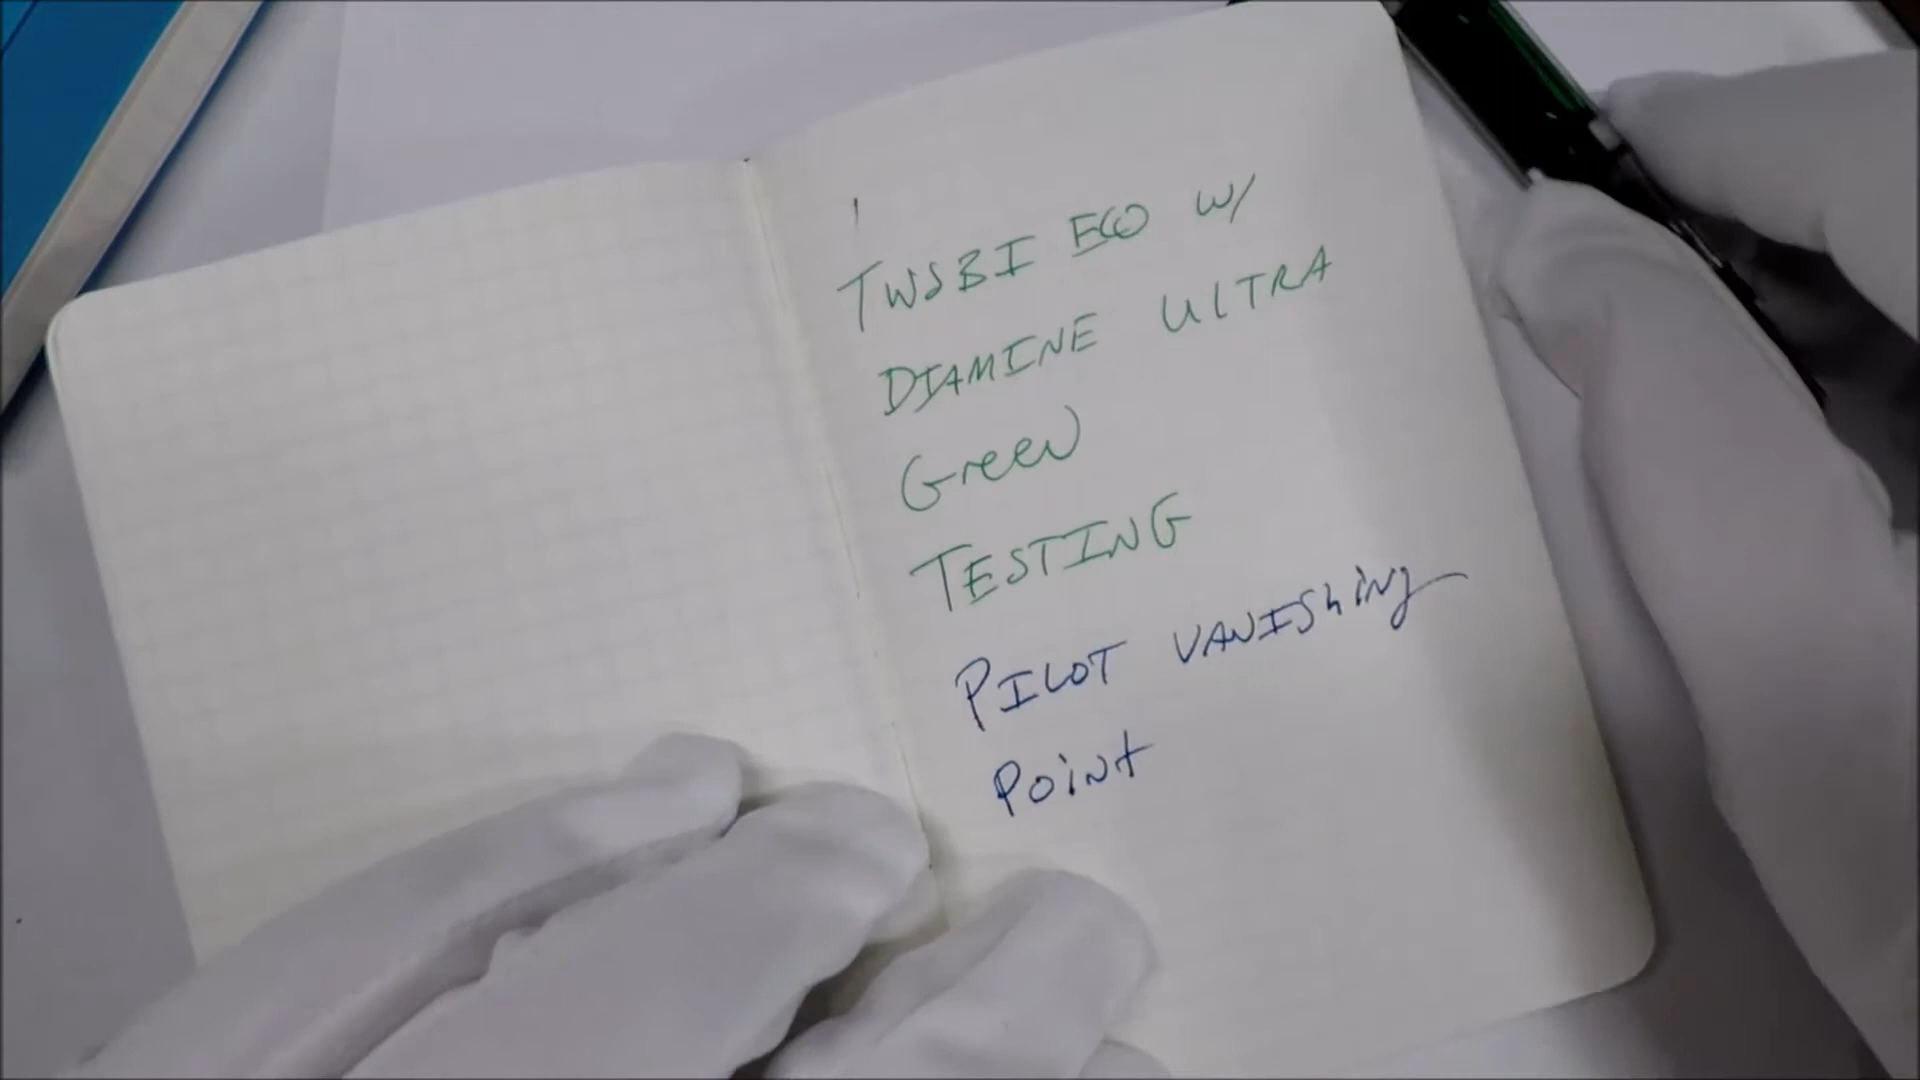 TWSBI ECO W/
DIAMINE ULTRA
Green
TESTING
PILOT VANIShiNg
POiNt